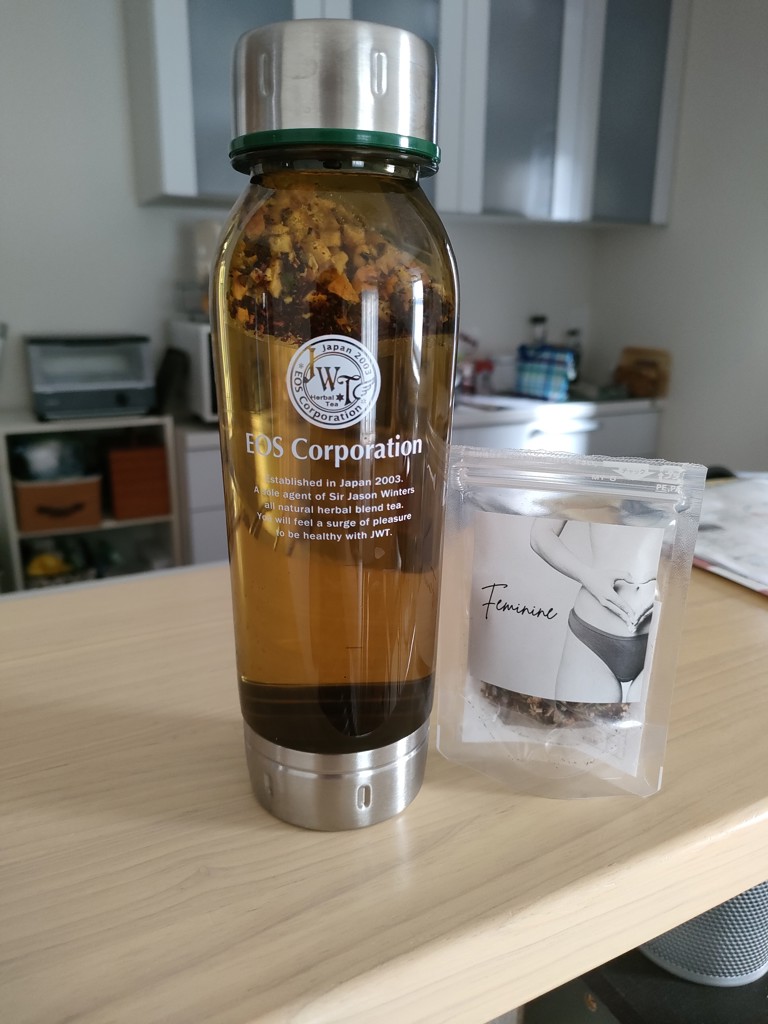 Japan 2003
JWT
Herbal
Tea
EOS Corporation
EOS Corporation
Established in Japan 2003.
A sole agent of Sir Jason Winters
all natural herbal blend tea.
You will feel a surge of pleasure
to be healthy with JWT.
Feminine